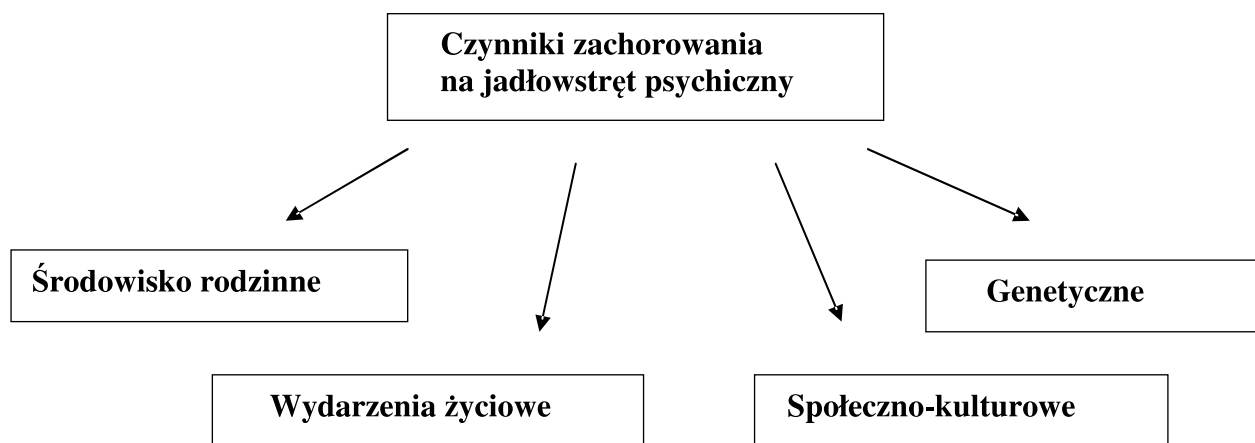 Czynniki zachorowania
na jadłowstręt psychiczny
Środowisko rodzinne
Genetyczne
Wydarzenia życiowe
Społeczno-kulturowe